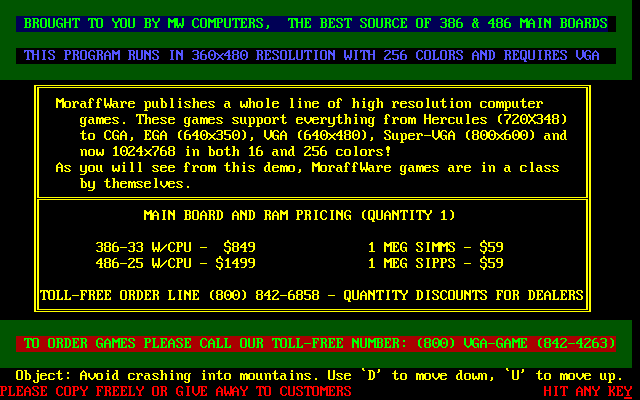 BROUGHT TO YOU BY MW COMPUTERS,  THE BEST SOURCE OF 386 & 486 MAIN BOARDS
THIS PROGRAM RUNS IN 360x480 RESOLUTION WITH 256 COLORS AND REQUIRES VGA
MoraffWare publishes a whole line of high resolution computer
games. These games support everything from Hercules (720X348)
to CGA, EGA (640x350), VGA (640x480), Super-VGA (800x600) and
now 1024x768 in both 16 and 256 colors!
As you will see from this demo, MoraffWare games are in a class
by themselves.
MAIN BOARD AND RAM PRICING (QUANTITY 1)
386-33 W/CPU -  $849    1 MEG SIMMS - $59
486-25 W/CPU - $1499    1 MEG SIPPS - $59
TOLL-FREE ORDER LINE (800) 842-6858 - QUANTITY DISCOUNTS FOR DEALERS
TO ORDER GAMES PLEASE CALL OUR TOLL-FREE NUMBER: (800) VGA-GAME (842-4263)
Object: Avoid crashing into mountains. Use `D' to move down, `U' to move up.
PLEASE COPY FREELY OR GIVE AWAY TO CUSTOMERS    HIT ANY KEY